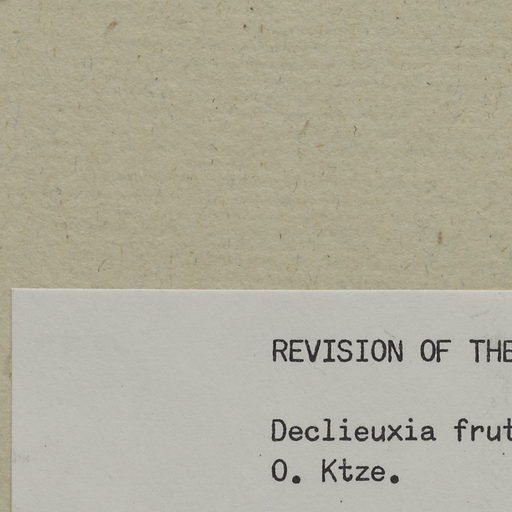 REVISION OF THE
Declieuxia frut
O. Ktze.